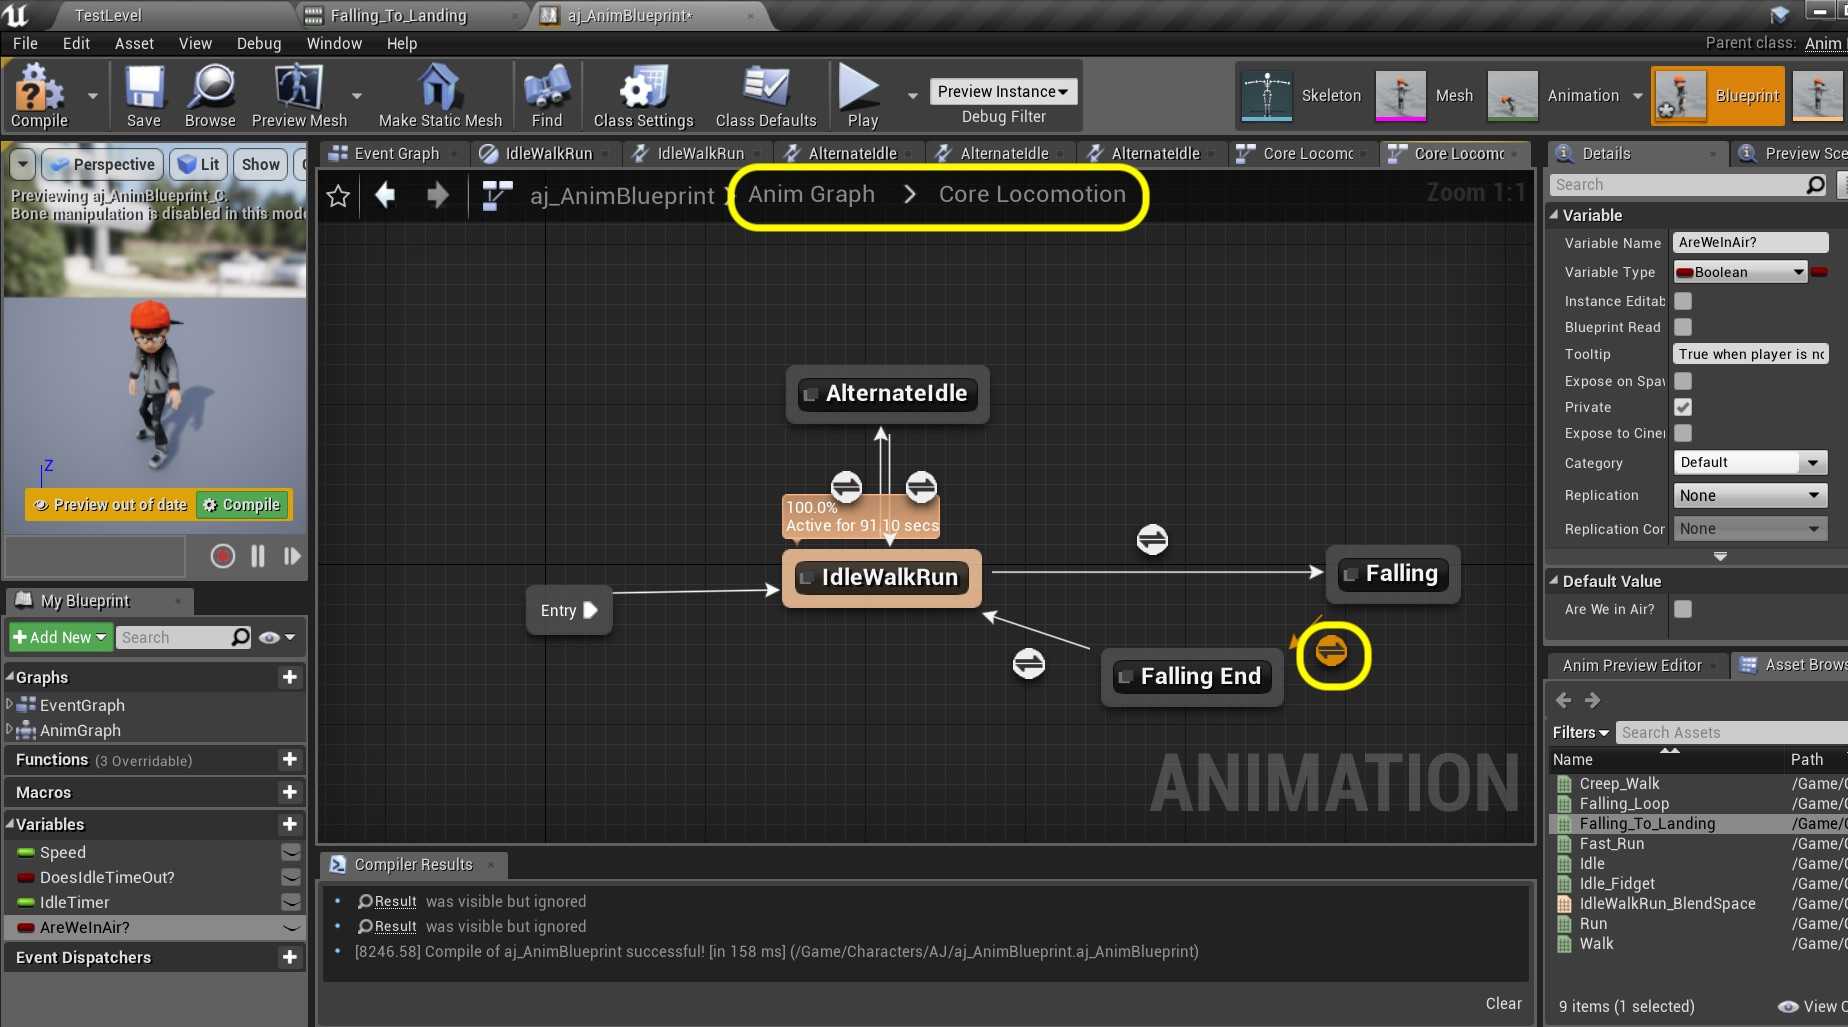 TestLevel
Falling_To_Landing
aj_AnimBlueprint*
File
Edit
Asset
View
Debug
Window
Help
Parent class:
Anim
Compile
Save
Browse
Preview Mesh
Make Static Mesh
Find
Class Settings
Class Defaults
Play
Preview Instance
Debug Filter
Skeleton
Mesh
Animation
Blueprint
Perspective
Lit
Show
Previewing aj_AnimBlueprint_C.
Bone manipulation is disabled in this mode
Z
Preview out of date
Compile
My Blueprint
Add New
Search
Graphs
EventGraph
AnimGraph
Functions (3 Overridable)
Macros
Variables
Speed
DoesIdleTimeOut?
IdleTimer
AreWeInAir?
Event Dispatchers
Event Graph
IdleWalkRun
IdleWalkRun
AlternateIdle
AlternateIdle
AlternateIdle
Core Locomc
Core Locomc
aj_AnimBlueprint
Anim Graph > Core Locomotion
Zoom 1:1
AlternateIdle
100.0%
Active for 91.10 secs
IdleWalkRun
Entry
Falling
Falling End
ANIMATION
Compiler Results
Result was visible but ignored
Result was visible but ignored
[8246.58] Compile of aj_AnimBlueprint successful! [in 158 ms] (/Game/Characters/AJ/aj_AnimBlueprint.aj_AnimBlueprint)
Clear
Details
Preview Sce
Search
Variable
Variable Name AreWeInAir?
Variable Type Boolean
Instance Editab
Blueprint Read
Tooltip True when player is no
Expose on Spaw
Private
Expose to Ciner
Category Default
Replication None
Replication Cor None
Default Value
Are We in Air?
Anim Preview Editor
Asset Brows
Filters
Search Assets
Name
Path
Creep_Walk /Game/C
Falling_Loop /Game/C
Falling_To_Landing /Game/C
Fast_Run /Game/C
Idle /Game/C
Idle_Fidget /Game/C
IdleWalkRun_BlendSpace /Game/C
Run /Game/C
Walk /Game/C
9 items (1 selected)
View O